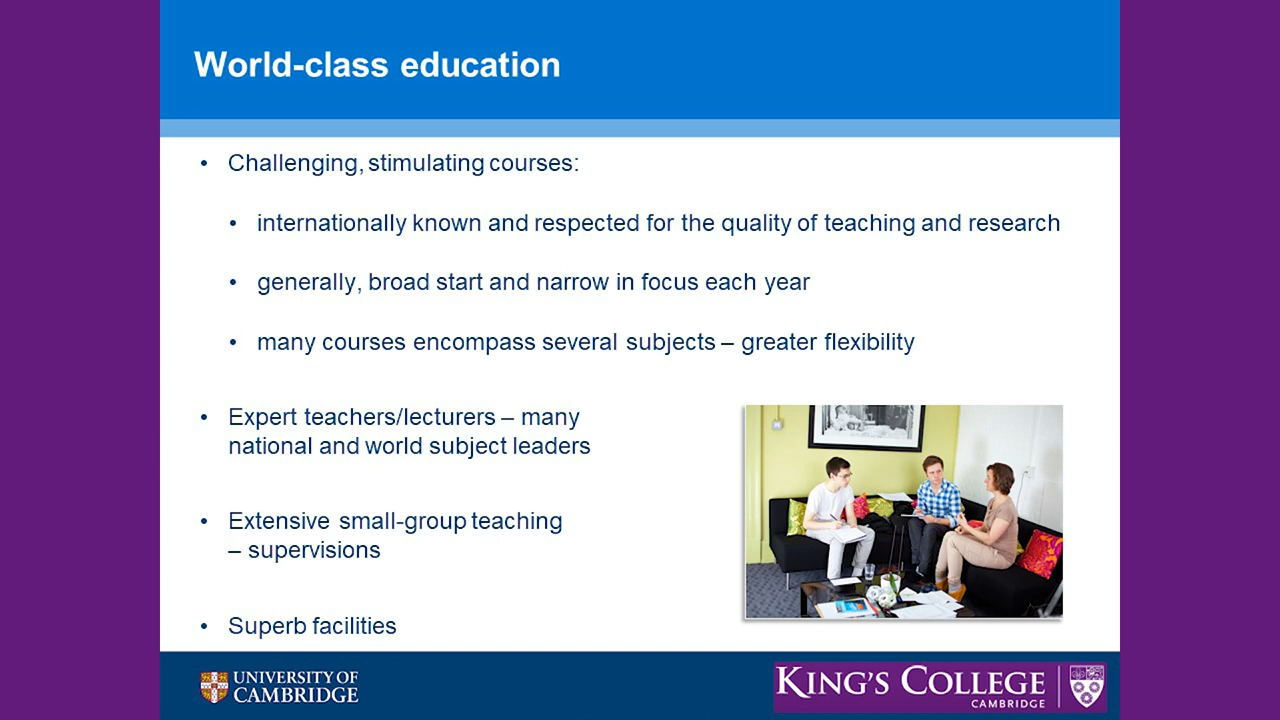 World-class education
• Challenging, stimulating courses:
• internationally known and respected for the quality of teaching and research
• generally, broad start and narrow in focus each year
• many courses encompass several subjects – greater flexibility
• Expert teachers/lecturers – many
national and world subject leaders
• Extensive small-group teaching
– supervisions
• Superb facilities
UNIVERSITY OF
CAMBRIDGE
KING'S COLLEGE
CAMBRIDGE